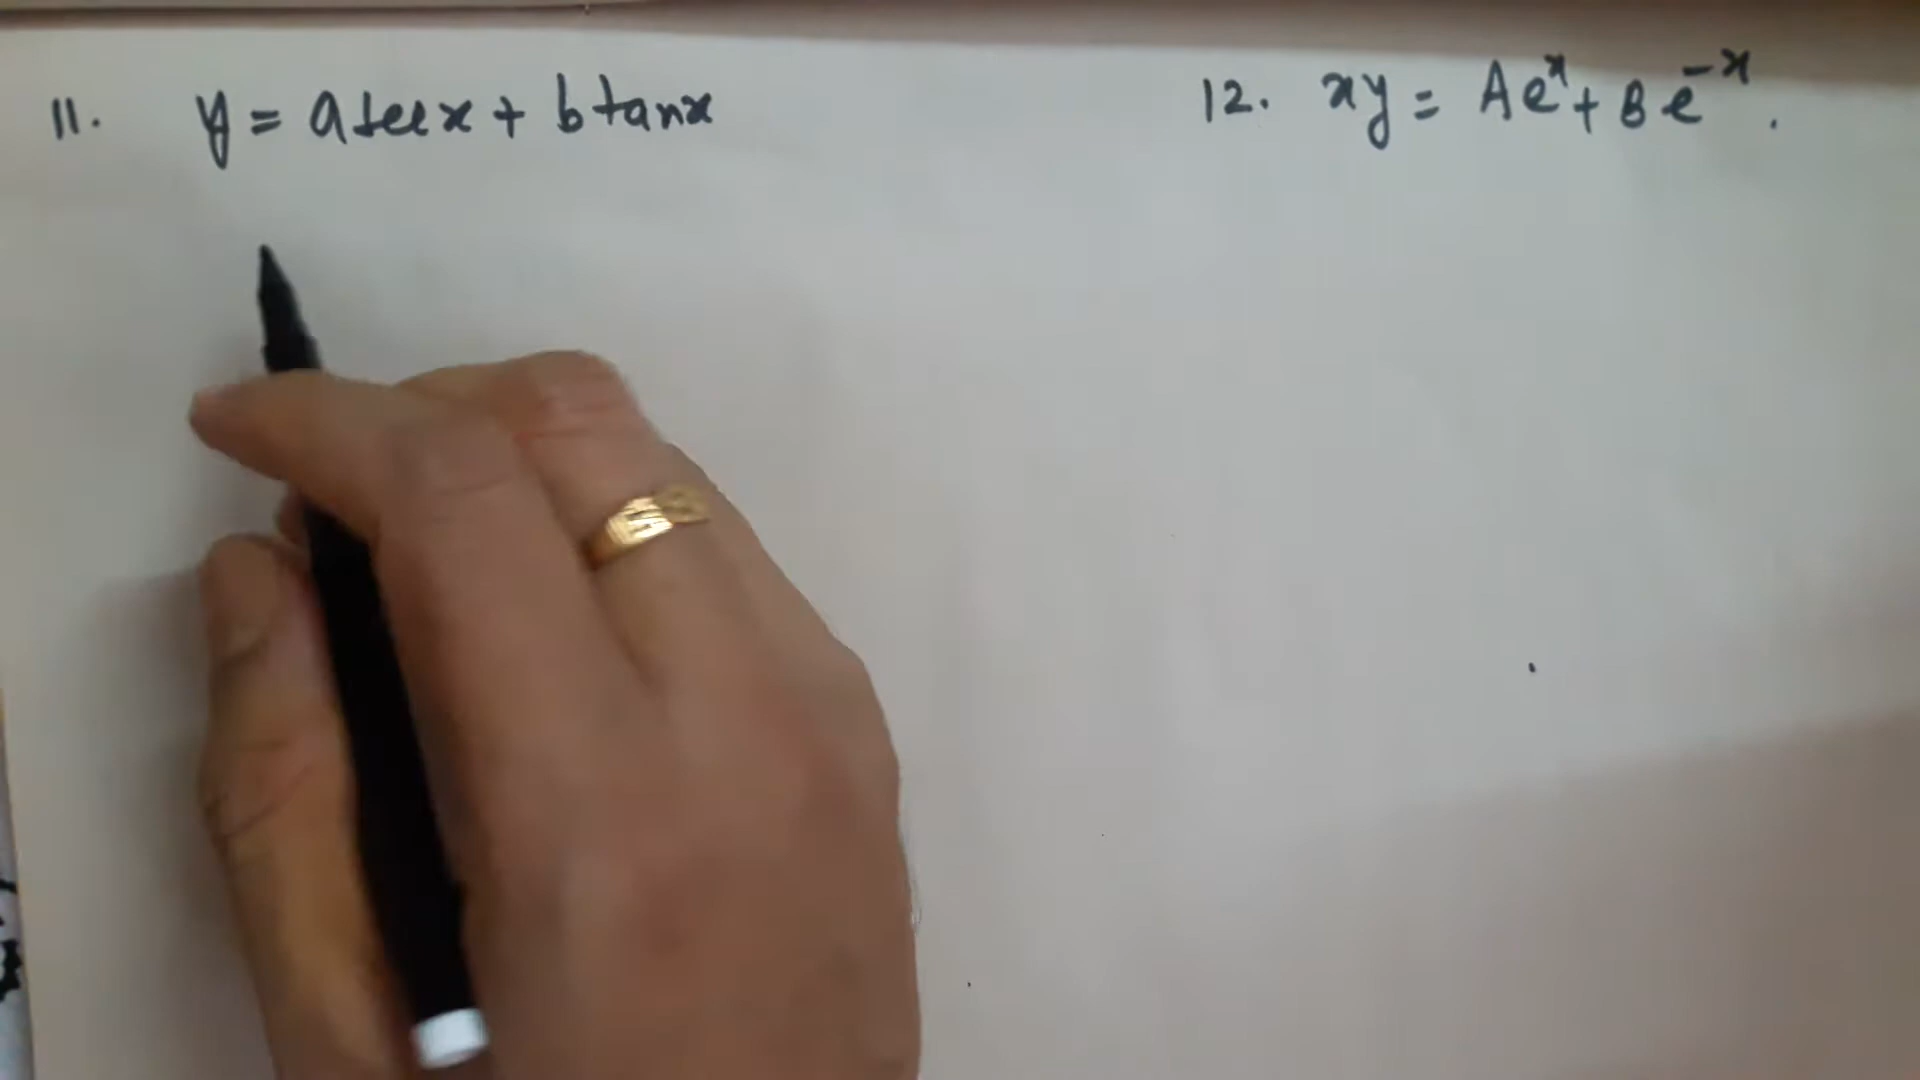 11. y = a sec x + b tan x
12. xy = Ae^x + Be^-x.